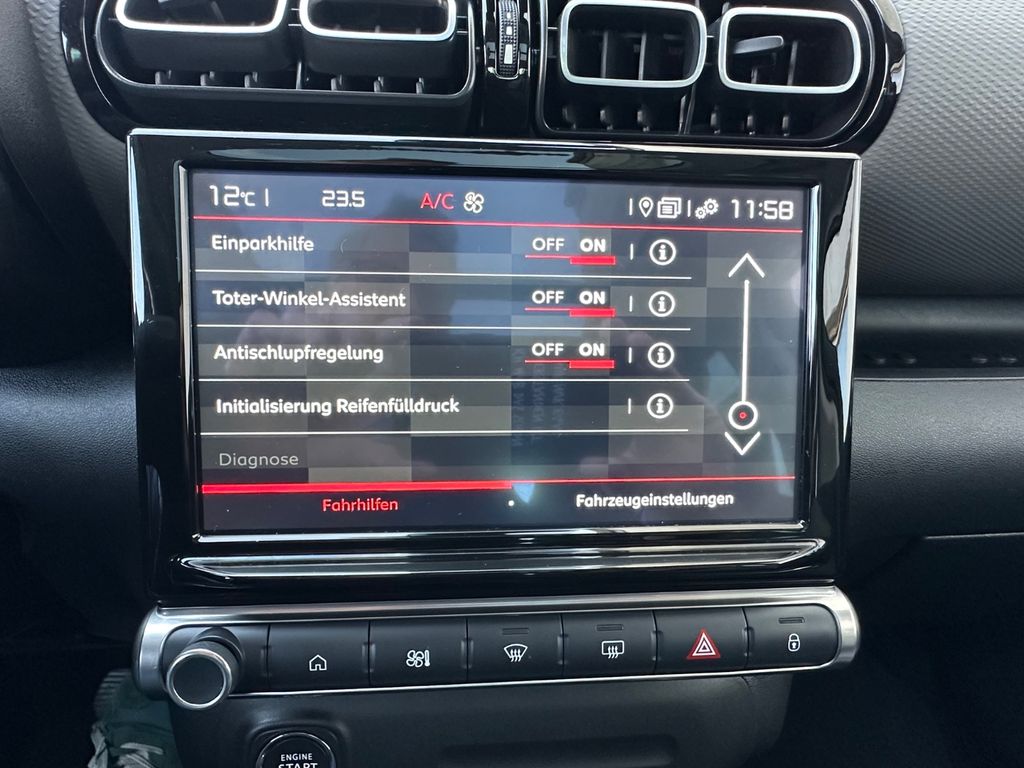 12°C 23.5 A/C 11:58
Einparkhilfe OFF ON
Toter-Winkel-Assistent OFF ON
Antischlupfregelung OFF ON
Initialisierung Reifenfülldruck
Diagnose
Fahrhilfen Fahrzeugeinstellungen
ENGINE
START